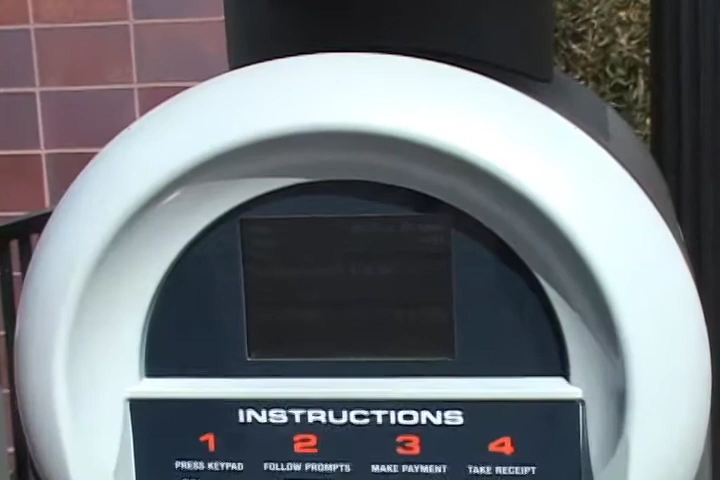 INSTRUCTIONS
1 2 3 4
PRESS KEYPAD FOLLOW PROMPTS MAKE PAYMENT TAKE RECEIPT